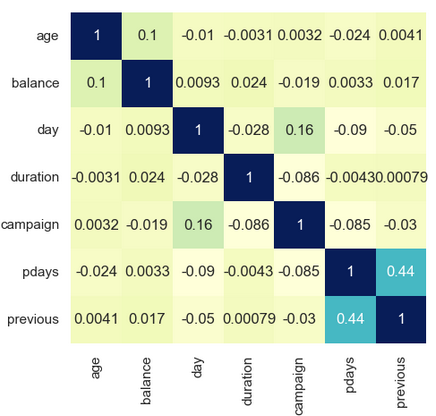 age 1 0.1 -0.01 -0.0031 0.0032 -0.024 0.0041
balance 0.1 1 0.0093 0.024 -0.019 0.0033 0.017
day -0.01 0.0093 1 -0.028 0.16 -0.09 -0.05
duration -0.0031 0.024 -0.028 1 -0.086 -0.0043 0.00079
campaign 0.0032 -0.019 0.16 -0.086 1 -0.085 -0.03
pdays -0.024 0.0033 -0.09 -0.0043 -0.085 1 0.44
previous 0.0041 0.017 -0.05 0.00079 -0.03 0.44 1
age balance day duration campaign pdays previous